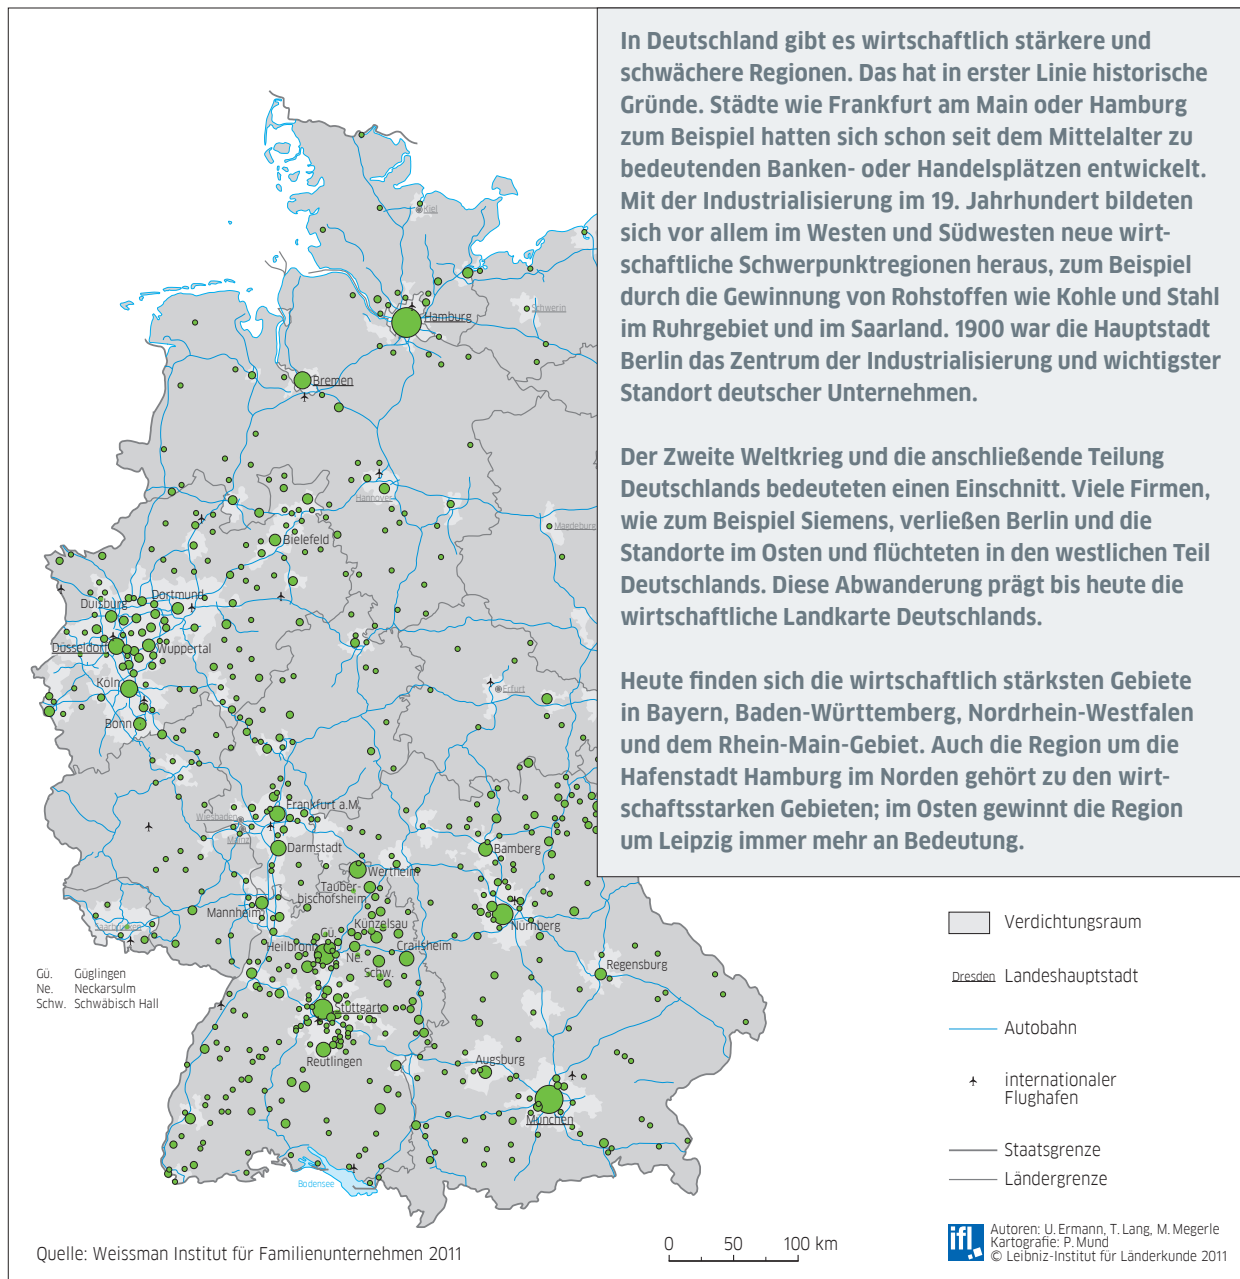 In Deutschland gibt es wirtschaftlich stärkere und
schwächere Regionen. Das hat in erster Linie historische
Gründe. Städte wie Frankfurt am Main oder Hamburg
zum Beispiel hatten sich schon seit dem Mittelalter zu
bedeutenden Banken- oder Handelsplätzen entwickelt.
Mit der Industrialisierung im 19. Jahrhundert bildeten
sich vor allem im Westen und Südwesten neue wirt-
schaftliche Schwerpunktregionen heraus, zum Beispiel
durch die Gewinnung von Rohstoffen wie Kohle und Stahl
im Ruhrgebiet und im Saarland. 1900 war die Hauptstadt
Berlin das Zentrum der Industrialisierung und wichtigster
Standort deutscher Unternehmen.
Der Zweite Weltkrieg und die anschließende Teilung
Deutschlands bedeuteten einen Einschnitt. Viele Firmen,
wie zum Beispiel Siemens, verließen Berlin und die
Standorte im Osten und flüchteten in den westlichen Teil
Deutschlands. Diese Abwanderung prägt bis heute die
wirtschaftliche Landkarte Deutschlands.
Heute finden sich die wirtschaftlich stärksten Gebiete
in Bayern, Baden-Württemberg, Nordrhein-Westfalen
und dem Rhein-Main-Gebiet. Auch die Region um die
Hafenstadt Hamburg im Norden gehört zu den wirt-
schaftsstarken Gebieten; im Osten gewinnt die Region
um Leipzig immer mehr an Bedeutung.
Kiel
Schwerin
Hamburg
Bremen
Hannover
Magdeburg
Bielefeld
Dortmund
Duisburg
Düsseldorf
Wuppertal
Köln
Erfurt
Bonn
Frankfurt a.M.
Wiesbaden
Mainz
Darmstadt
Bamberg
Wertheim
Tauber-
bischofsheim
Mannheim
Künzelsau
Nürnberg
Saarbrücken
Gü.
Heilbronn
Crailsheim
Ne.
Schw.
Regensburg
Stuttgart
Reutlingen
Augsburg
München
Bodensee
Gü. Güglingen
Ne. Neckarsulm
Schw. Schwäbisch Hall
Verdichtungsraum
Dresden Landeshauptstadt
Autobahn
internationaler
Flughafen
Staatsgrenze
Ländergrenze
Quelle: Weissman Institut für Familienunternehmen 2011
0 50 100 km
ifl
Autoren: U. Ermann, T. Lang, M. Megerle
Kartografie: P. Mund
© Leibniz-Institut für Länderkunde 2011